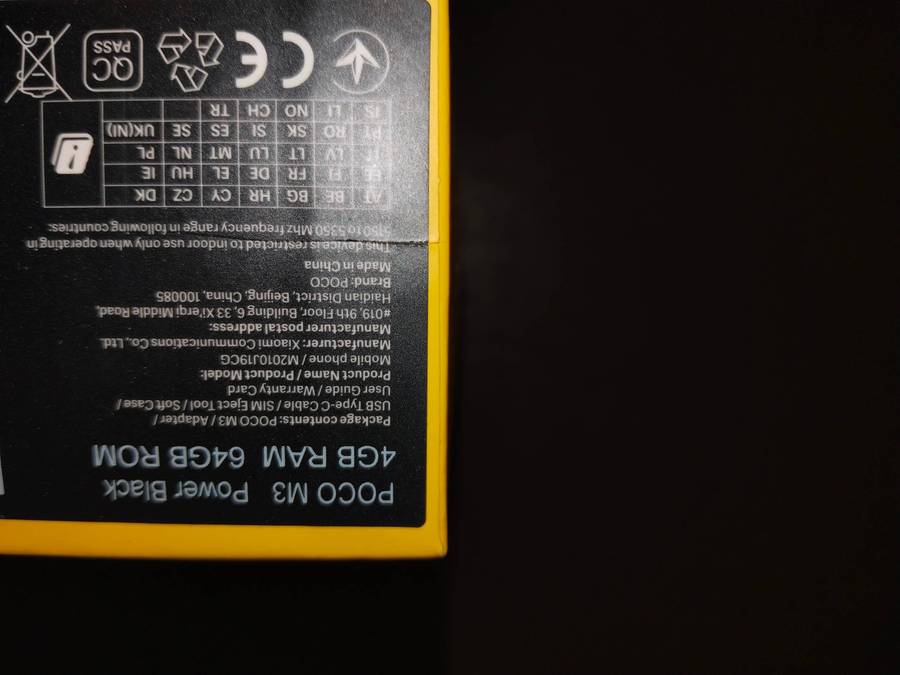 POCO M3 Power Black
4GB RAM 64GB ROM
Package contents: POCO M3 / Adapter /
USB Type-C Cable / SIM Eject Tool / Soft Case /
User Guide / Warranty Card
Product Name / Product Model:
Mobile phone / M2010J19CG
Manufacturer: Xiaomi Communications Co., Ltd.
Manufacturer postal address:
#019, 9th Floor, Building 6, 33 Xi'erqi Middle Road,
Haidian District, Beijing, China, 100085
Brand: POCO
Made in China
This device is restricted to indoor use only when operating in
5150 to 5350 Mhz frequency range in following countries:
AT BE BG HR CY CZ DK
EE FI FR DE EL HU IE
IT LV LT LU MT NL PL
PT RO SK SI ES SE UK(NI)
IS LI NO CH TR
i
CE QC
PASS